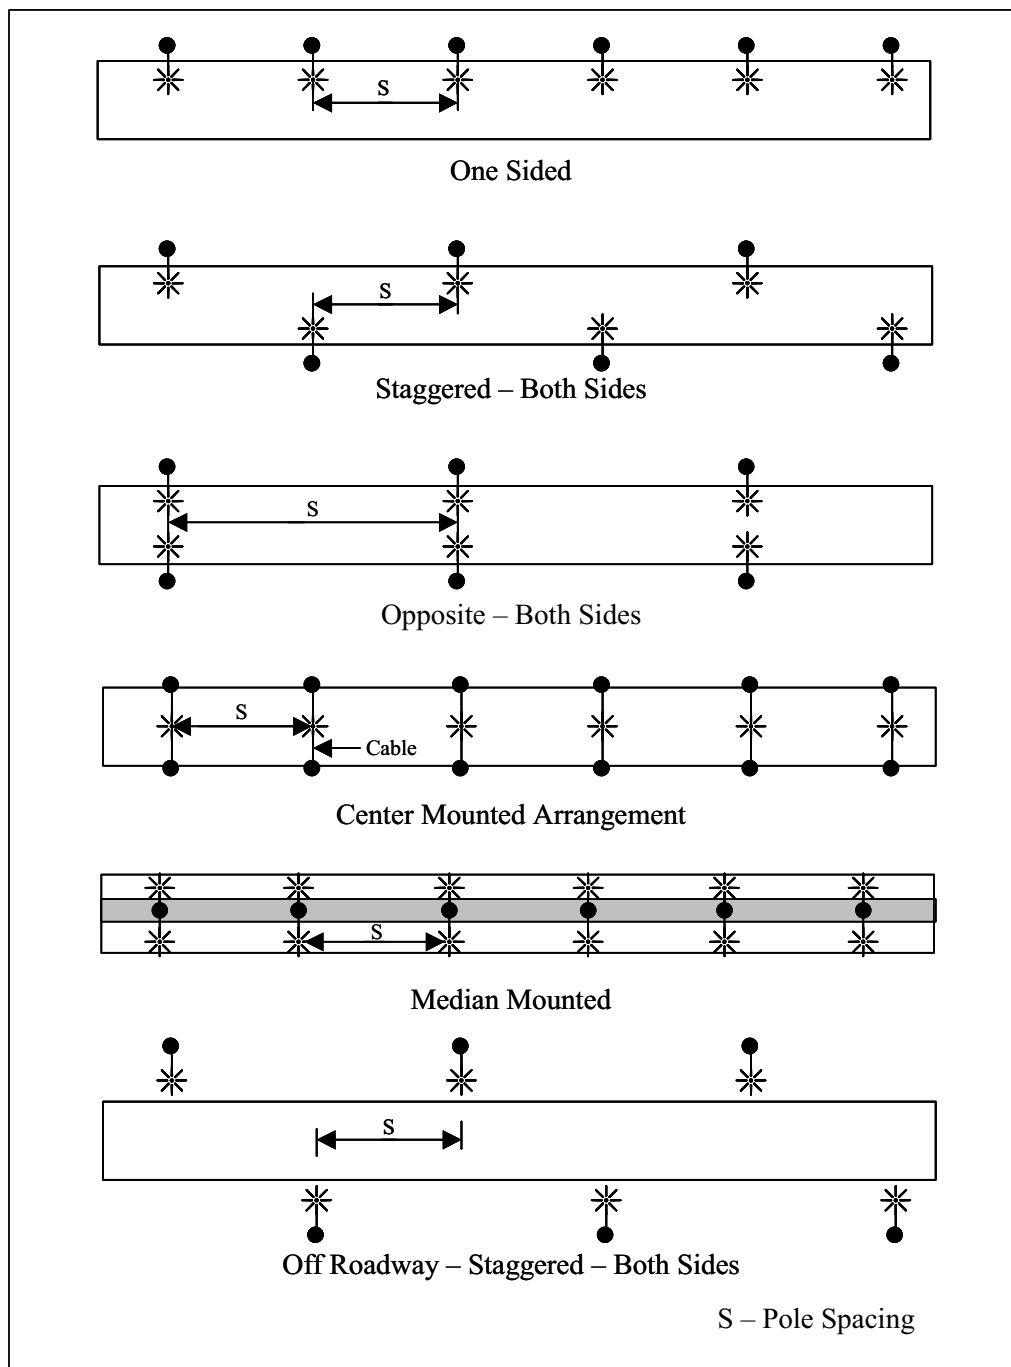 S
One Sided
S
Staggered – Both Sides
S
Opposite – Both Sides
S
Cable
Center Mounted Arrangement
S
Median Mounted
S
Off Roadway – Staggered – Both Sides
S – Pole Spacing